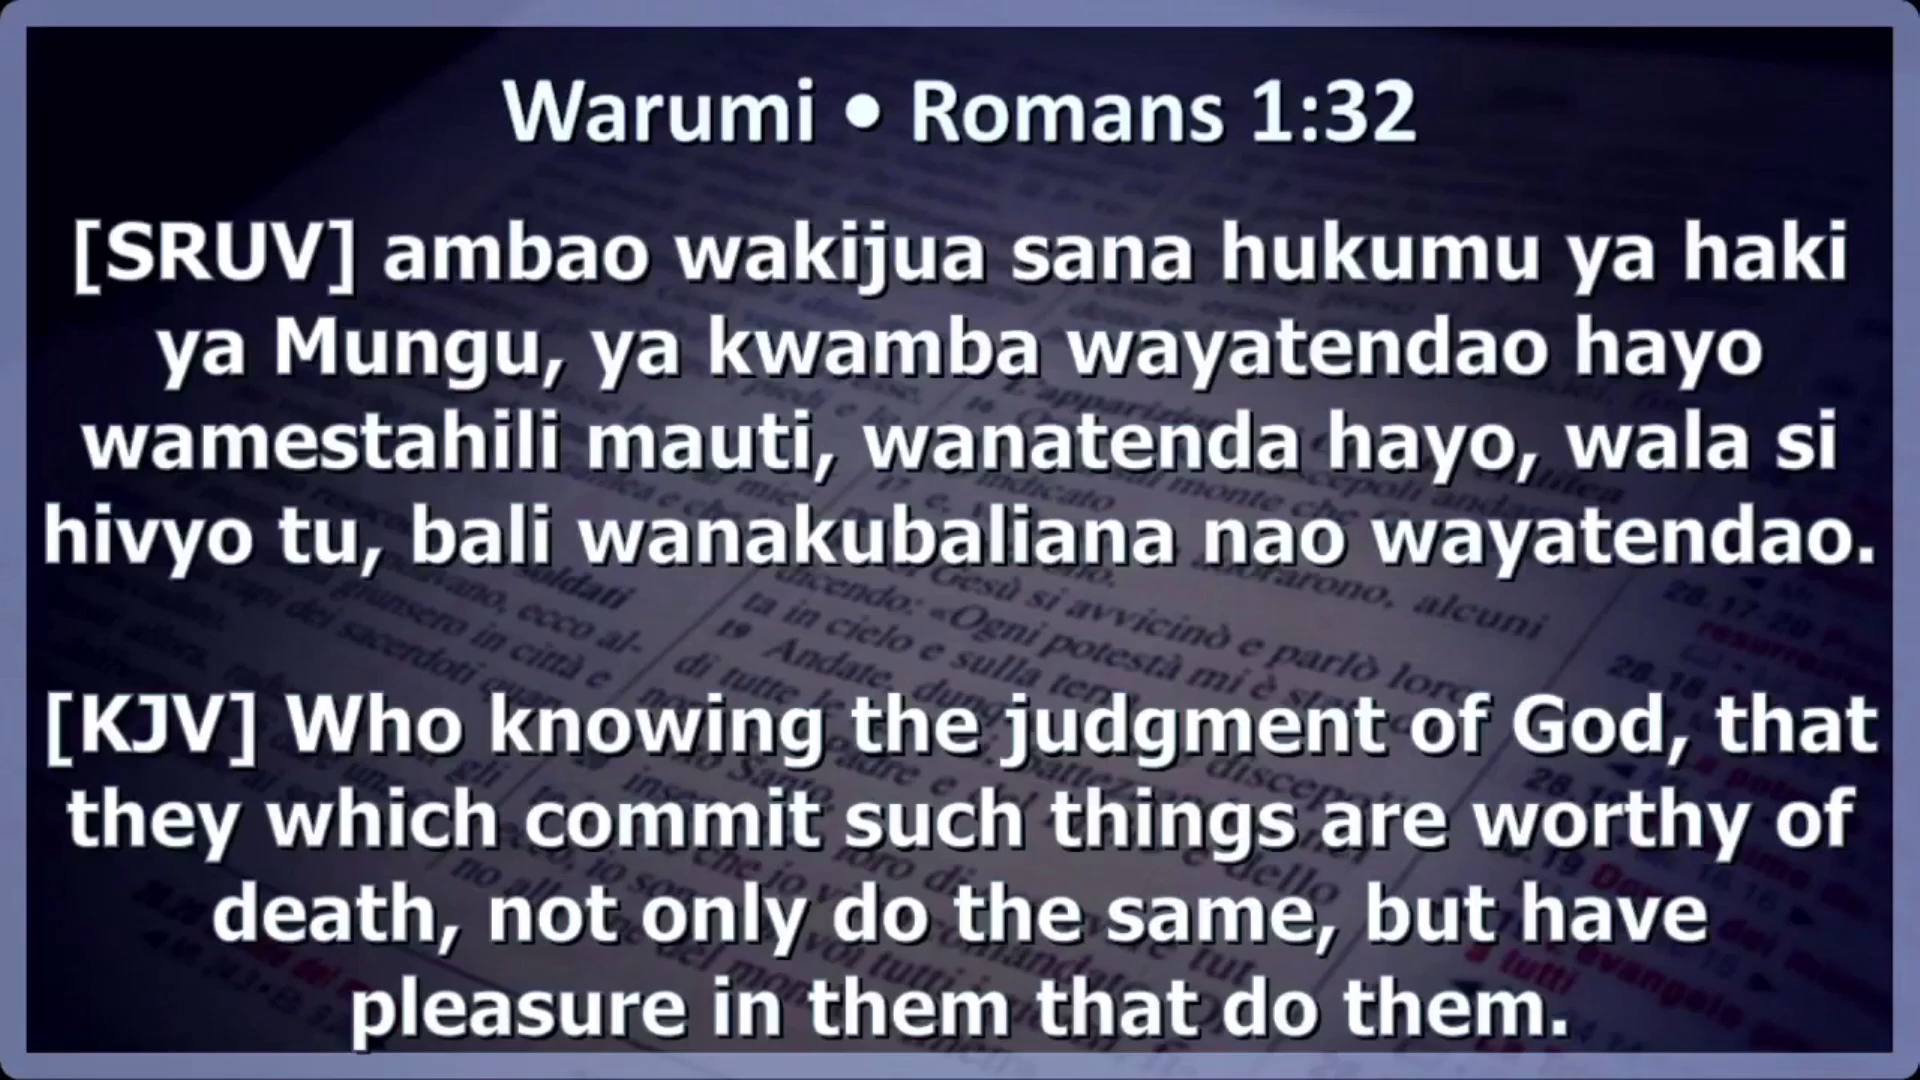 Warumi • Romans 1:32
[SRUV] ambao wakijua sana hukumu ya haki
ya Mungu, ya kwamba wayatendao hayo
wamestahili mauti, wanatenda hayo, wala si
hivyo tu, bali wanakubaliana nao wayatendao.
[KJV] Who knowing the judgment of God, that
they which commit such things are worthy of
death, not only do the same, but have
pleasure in them that do them.